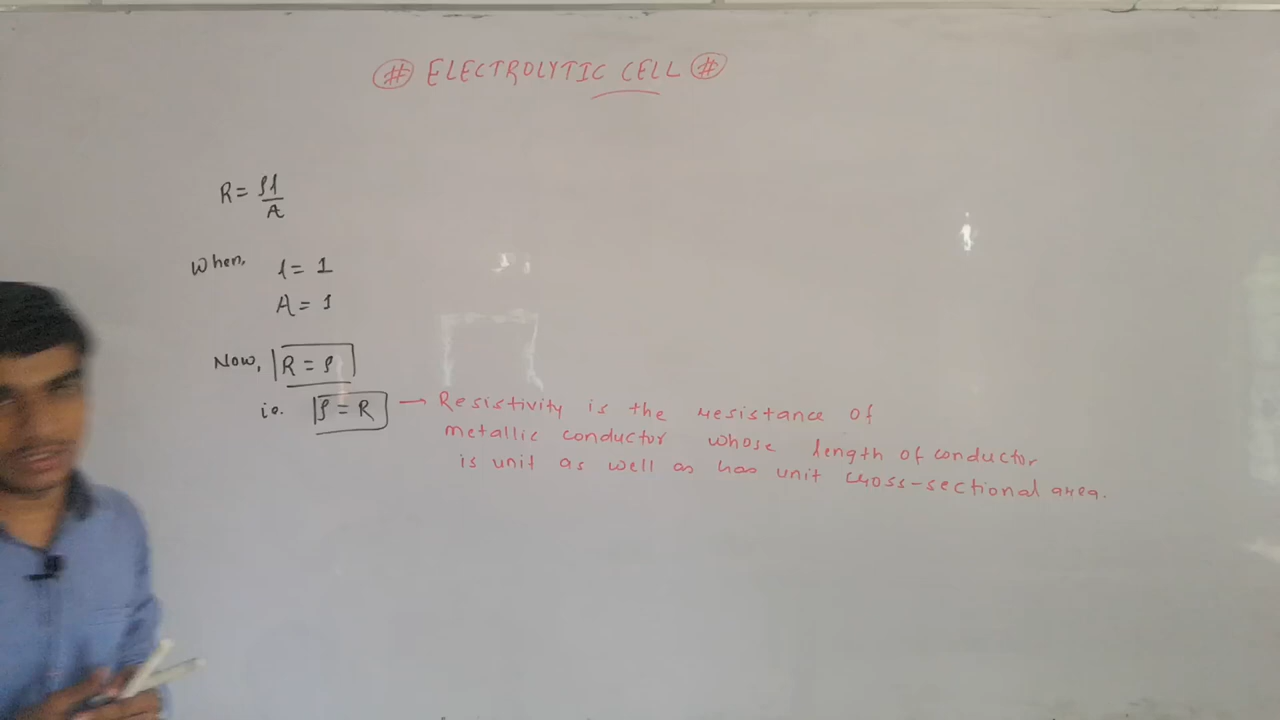 # ELECTROLYTIC CELL #
R = ρl/A
When, l = 1
A = 1
Now, R = ρ
i.e. ρ = R → Resistivity is the resistance of
metallic conductor whose length of conductor
is unit as well as has unit cross-sectional area.